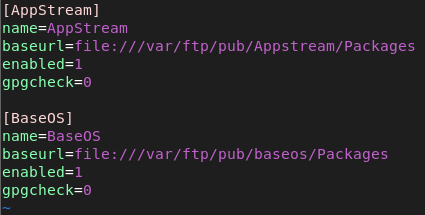 [AppStream]
name=AppStream
baseurl=file:///var/ftp/pub/Appstream/Packages
enabled=1
gpgcheck=0

[BaseOS]
name=BaseOS
baseurl=file:///var/ftp/pub/baseos/Packages
enabled=1
gpgcheck=0
~